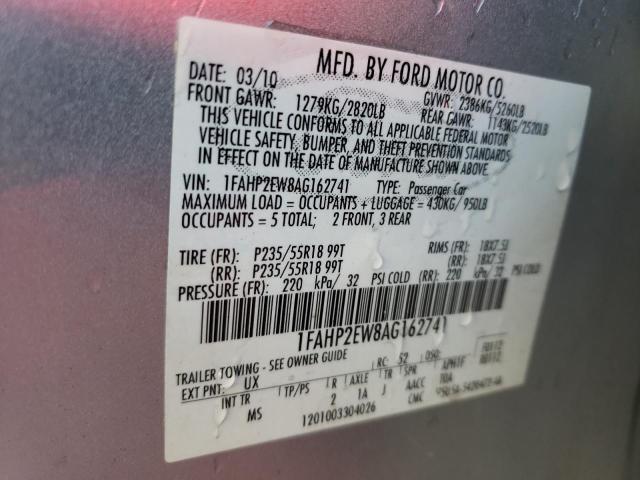 MFD. BY FORD MOTOR CO.
DATE: 03/10 GVWR: 2386KG/5260LB
FRONT GAWR: 1279KG/2820LB REAR GAWR: 1143KG/2520LB
THIS VEHICLE CONFORMS TO ALL APPLICABLE FEDERAL MOTOR
VEHICLE SAFETY, BUMPER, AND THEFT PREVENTION STANDARDS
IN EFFECT ON THE DATE OF MANUFACTURE SHOWN ABOVE.
VIN: 1FAHP2EW8AG162741 TYPE: Passenger Car
MAXIMUM LOAD = OCCUPANTS + LUGGAGE = 430KG/ 950LB
OCCUPANTS = 5 TOTAL; 2 FRONT, 3 REAR
TIRE (FR): P235/55R18 99T RIMS (FR): 18X7.5J
(RR): P235/55R18 99T (RR): 18X7.5J
PRESSURE (FR): 220 kPa/ 32 PSI COLD (RR): 220 kPa/ 32 PSI COLD
1FAHP2EW8AG162741
TRAILER TOWING - SEE OWNER GUIDE RC: 52 DSO:
EXT PNT: UX
INT TR TP/PS R AXLE TR SPR
MS 2 1A J AACC
1201003304026 CMC